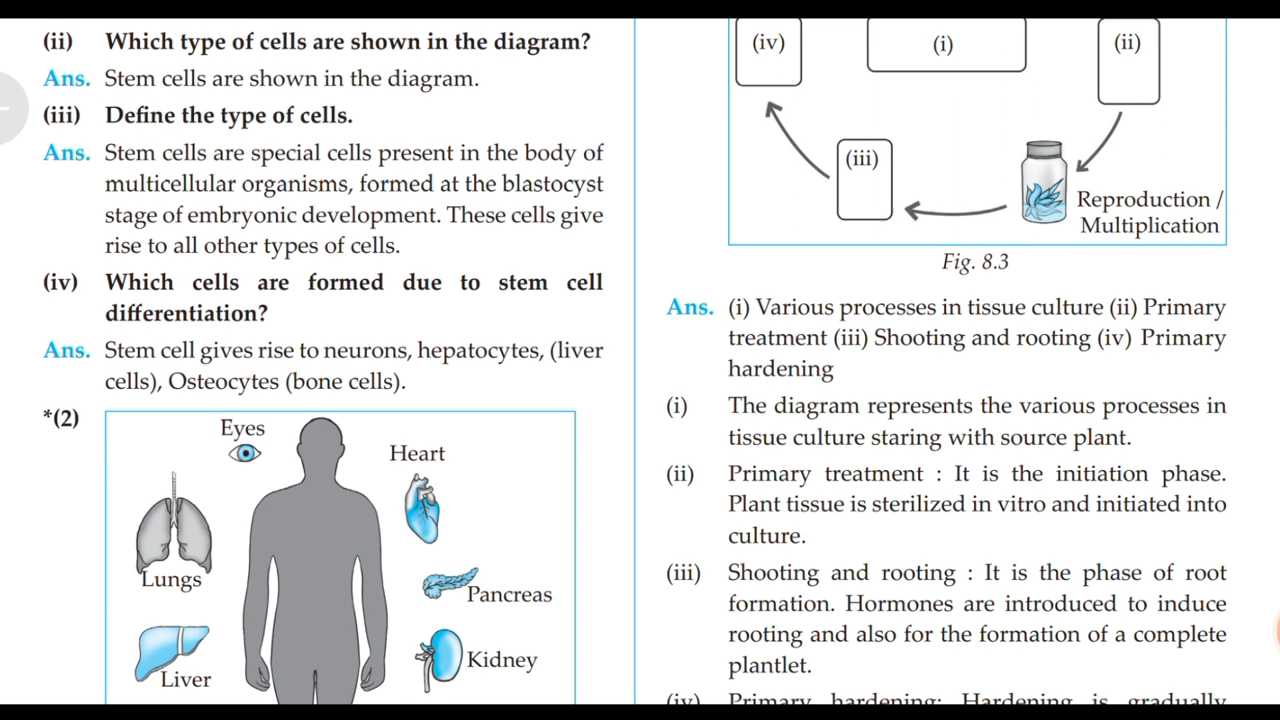 (ii) Which type of cells are shown in the diagram?
Ans. Stem cells are shown in the diagram.
(iii) Define the type of cells.
Ans. Stem cells are special cells present in the body of
multicellular organisms, formed at the blastocyst
stage of embryonic development. These cells give
rise to all other types of cells.
(iv) Which cells are formed due to stem cell
differentiation?
Ans. Stem cell gives rise to neurons, hepatocytes, (liver
cells), Osteocytes (bone cells).
*(2)
Eyes
Heart
Lungs
Pancreas
Kidney
Liver
(iv)
(i)
(ii)
(iii)
Reproduction /
Multiplication
Fig. 8.3
Ans. (i) Various processes in tissue culture (ii) Primary
treatment (iii) Shooting and rooting (iv) Primary
hardening
(i) The diagram represents the various processes in
tissue culture staring with source plant.
(ii) Primary treatment : It is the initiation phase.
Plant tissue is sterilized in vitro and initiated into
culture.
(iii) Shooting and rooting : It is the phase of root
formation. Hormones are introduced to induce
rooting and also for the formation of a complete
plantlet.
(iv) Primary hardening: Hardening is gradually